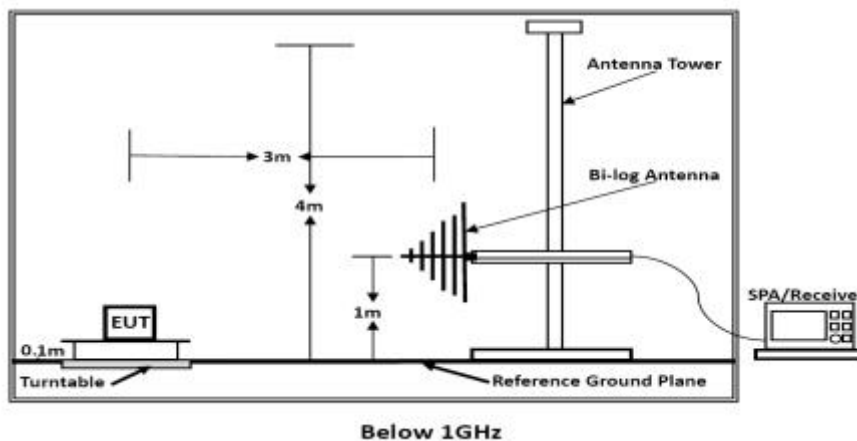 Antenna Tower
3m
Bi-log Antenna
4m
SPA/Receive
1m
EUT
0.1m
Turntable
Reference Ground Plane
Below 1GHz